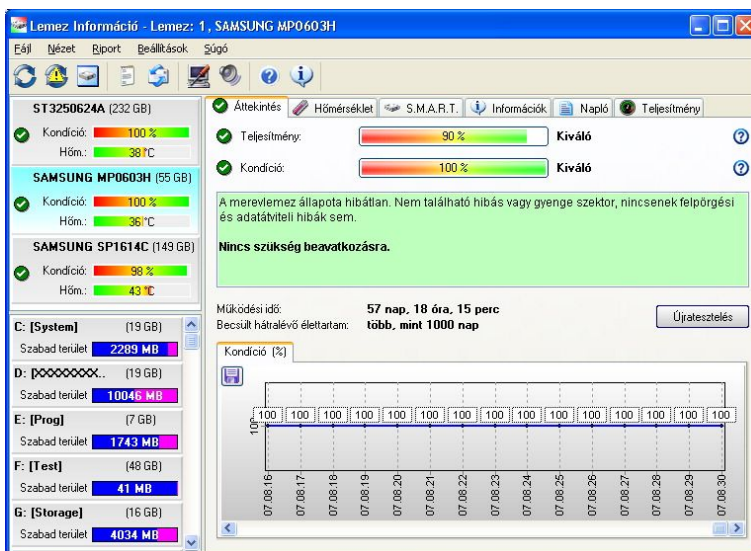 Lemez Információ - Lemez: 1, SAMSUNG MP0603H
Fájl Nézet Riport Beállítások Súgó
ST3250624A (232 GB)
Kondíció: 100 %
Hőm.: 38°C
SAMSUNG MP0603H (55 GB)
Kondíció: 100 %
Hőm.: 36°C
SAMSUNG SP1614C (149 GB)
Kondíció: 98 %
Hőm.: 43 °C
C: [System] (19 GB)
Szabad terület 2289 MB
D: [XXXXXXXXX.. (19 GB)
Szabad terület 10046 MB
E: [Prog] (7 GB)
Szabad terület 1743 MB
F: [Test] (48 GB)
Szabad terület 41 MB
G: [Storage] (16 GB)
Szabad terület 4034 MB
Áttekintés Hőmérséklet S.M.A.R.T. Információk Napló Teljesítmény
Teljesítmény: 90 % Kiváló
Kondíció: 100 % Kiváló
A merevlemez állapota hibátlan. Nem található hibás vagy gyenge szektor, nincsenek felpörgési
és adatátviteli hibák sem.
Nincs szükség beavatkozásra.
Működési idő: 57 nap, 18 óra, 15 perc
Becsült hátralévő élettartam: több, mint 1000 nap
Újratesztelés
Kondíció (%)
100 100 100 100 100 100 100 100 100 100 100 100 100 100 100
100
07.08.16 07.08.17 07.08.18 07.08.19 07.08.20 07.08.21 07.08.22 07.08.23 07.08.24 07.08.25 07.08.26 07.08.27 07.08.28 07.08.29 07.08.30